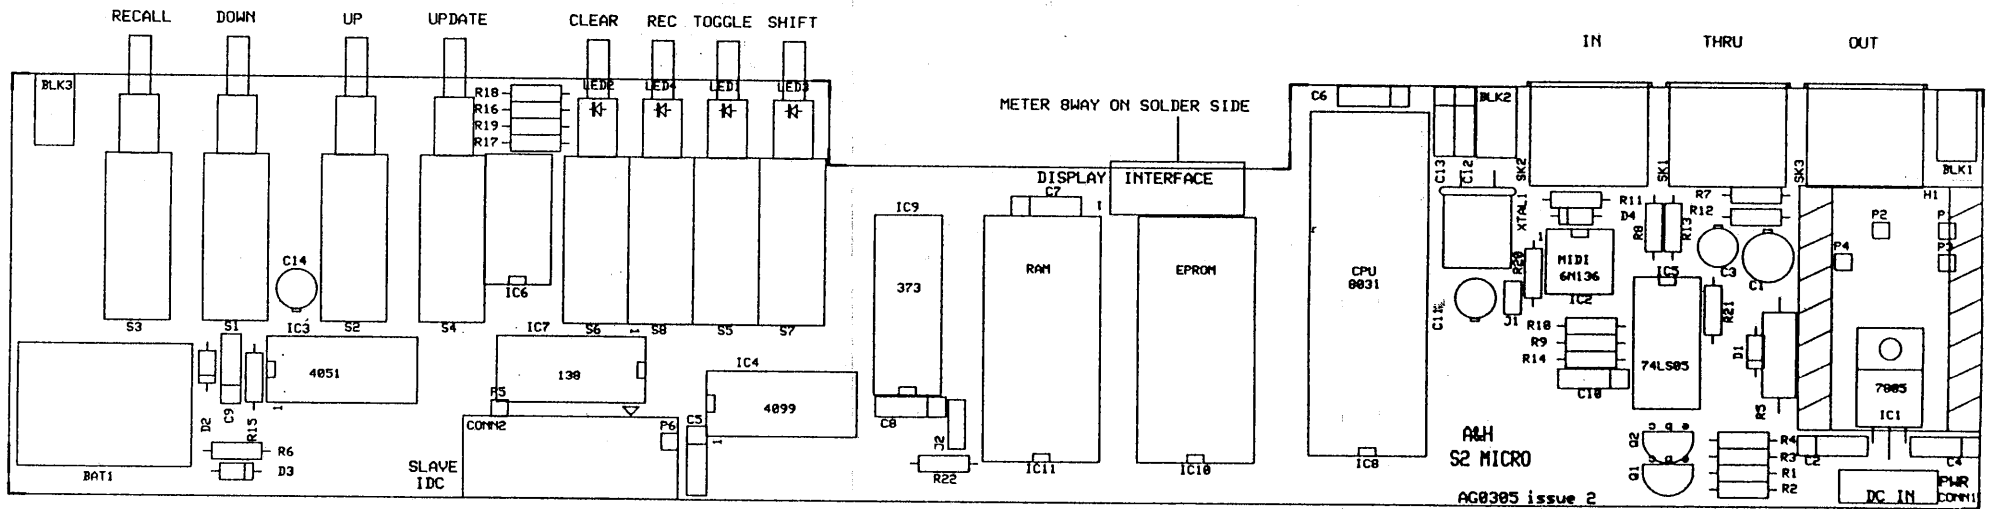 RECALL DOWN UP UPDATE CLEAR REC TOGGLE SHIFT
IN THRU OUT
BLK3
LED2 LED4 LED1 LED3
R18
R16
R19
R17
METER 8WAY ON SOLDER SIDE
C6
BLK2
C13 C12
SK2 SK1 SK3
BLK1
DISPLAY INTERFACE
C7
1
IC9
XTAL1
R11
D4
R7
R12
H1
P2
P
P4
P3
R8 R13
C14
IC6
373
RAM
EPROM
CPU
8031
R20
1
MIDI
6N136
IC2
IC5
C3
C1
J1
R21
S3 S1 S2 S4 S6 1 S8 S5 S7
IC3
IC7
4051
138
IC4
4099
R10
R9
R14
C10
74LS05
D1
R5
7805
IC1
D2
C9
R15
1
P5
CONN2
P6
C5
1
C8
J2
R6
D3
BAT1
SLAVE
IDC
R22
IC11
IC10
IC8
A&H
S2 MICRO
AG0305 issue 2
Q2
e b c
Q1
c b e
R4
R3
R1
R2
C2
C4
DC IN
PWR
CONN1